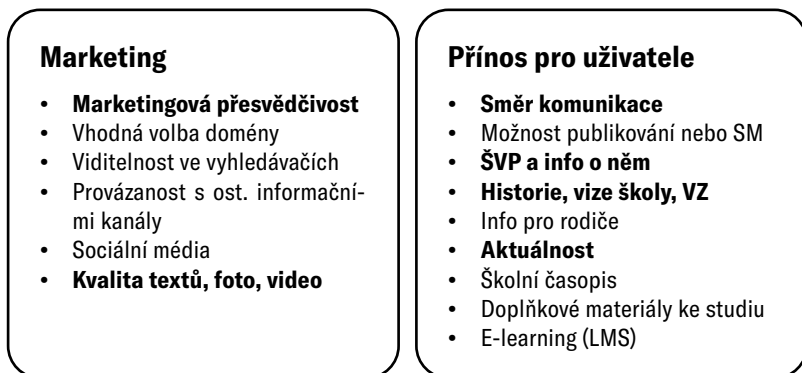 Marketing
• Marketingová přesvědčivost
• Vhodná volba domény
• Viditelnost ve vyhledávačích
• Provázanost s ost. informační-
mi kanály
• Sociální média
• Kvalita textů, foto, video
Přínos pro uživatele
• Směr komunikace
• Možnost publikování nebo SM
• ŠVP a info o něm
• Historie, vize školy, VZ
• Info pro rodiče
• Aktuálnost
• Školní časopis
• Doplňkové materiály ke studiu
• E-learning (LMS)